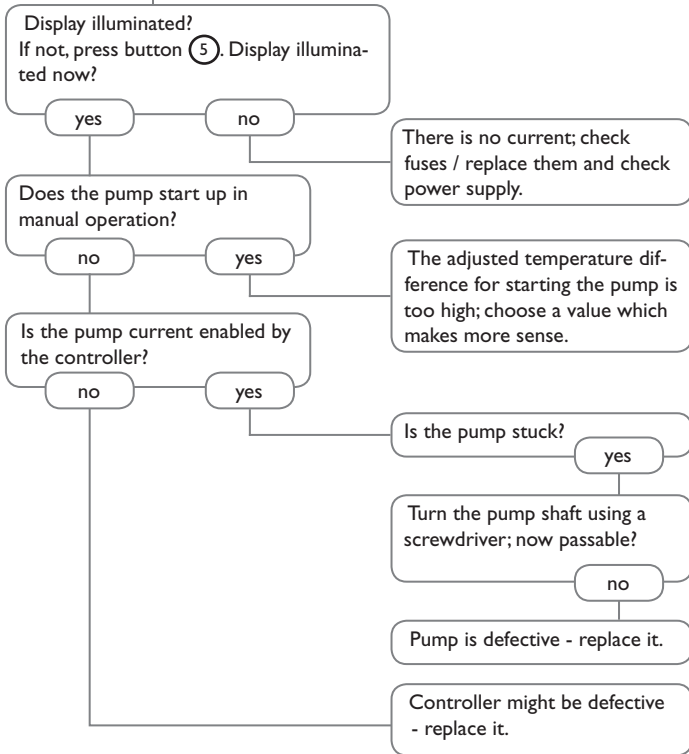 Display illuminated?
If not, press button 5. Display illumina-
ted now?
yes
no
There is no current; check
fuses / replace them and check
power supply.
Does the pump start up in
manual operation?
no
yes
The adjusted temperature dif-
ference for starting the pump is
too high; choose a value which
makes more sense.
Is the pump current enabled by
the controller?
no
yes
Is the pump stuck?
yes
Turn the pump shaft using a
screwdriver; now passable?
no
Pump is defective - replace it.
Controller might be defective
- replace it.